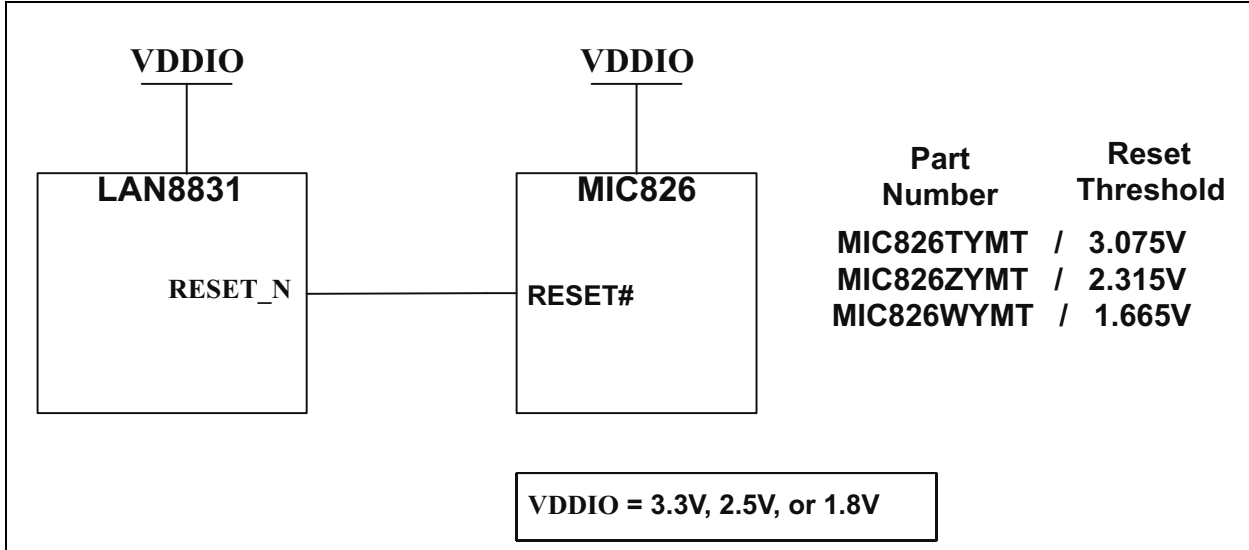 VDDIO
VDDIO
LAN8831
MIC826
RESET_N
RESET#
Part Number
Reset Threshold
MIC826TYMT / 3.075V
MIC826ZYMT / 2.315V
MIC826WYMT / 1.665V
VDDIO = 3.3V, 2.5V, or 1.8V